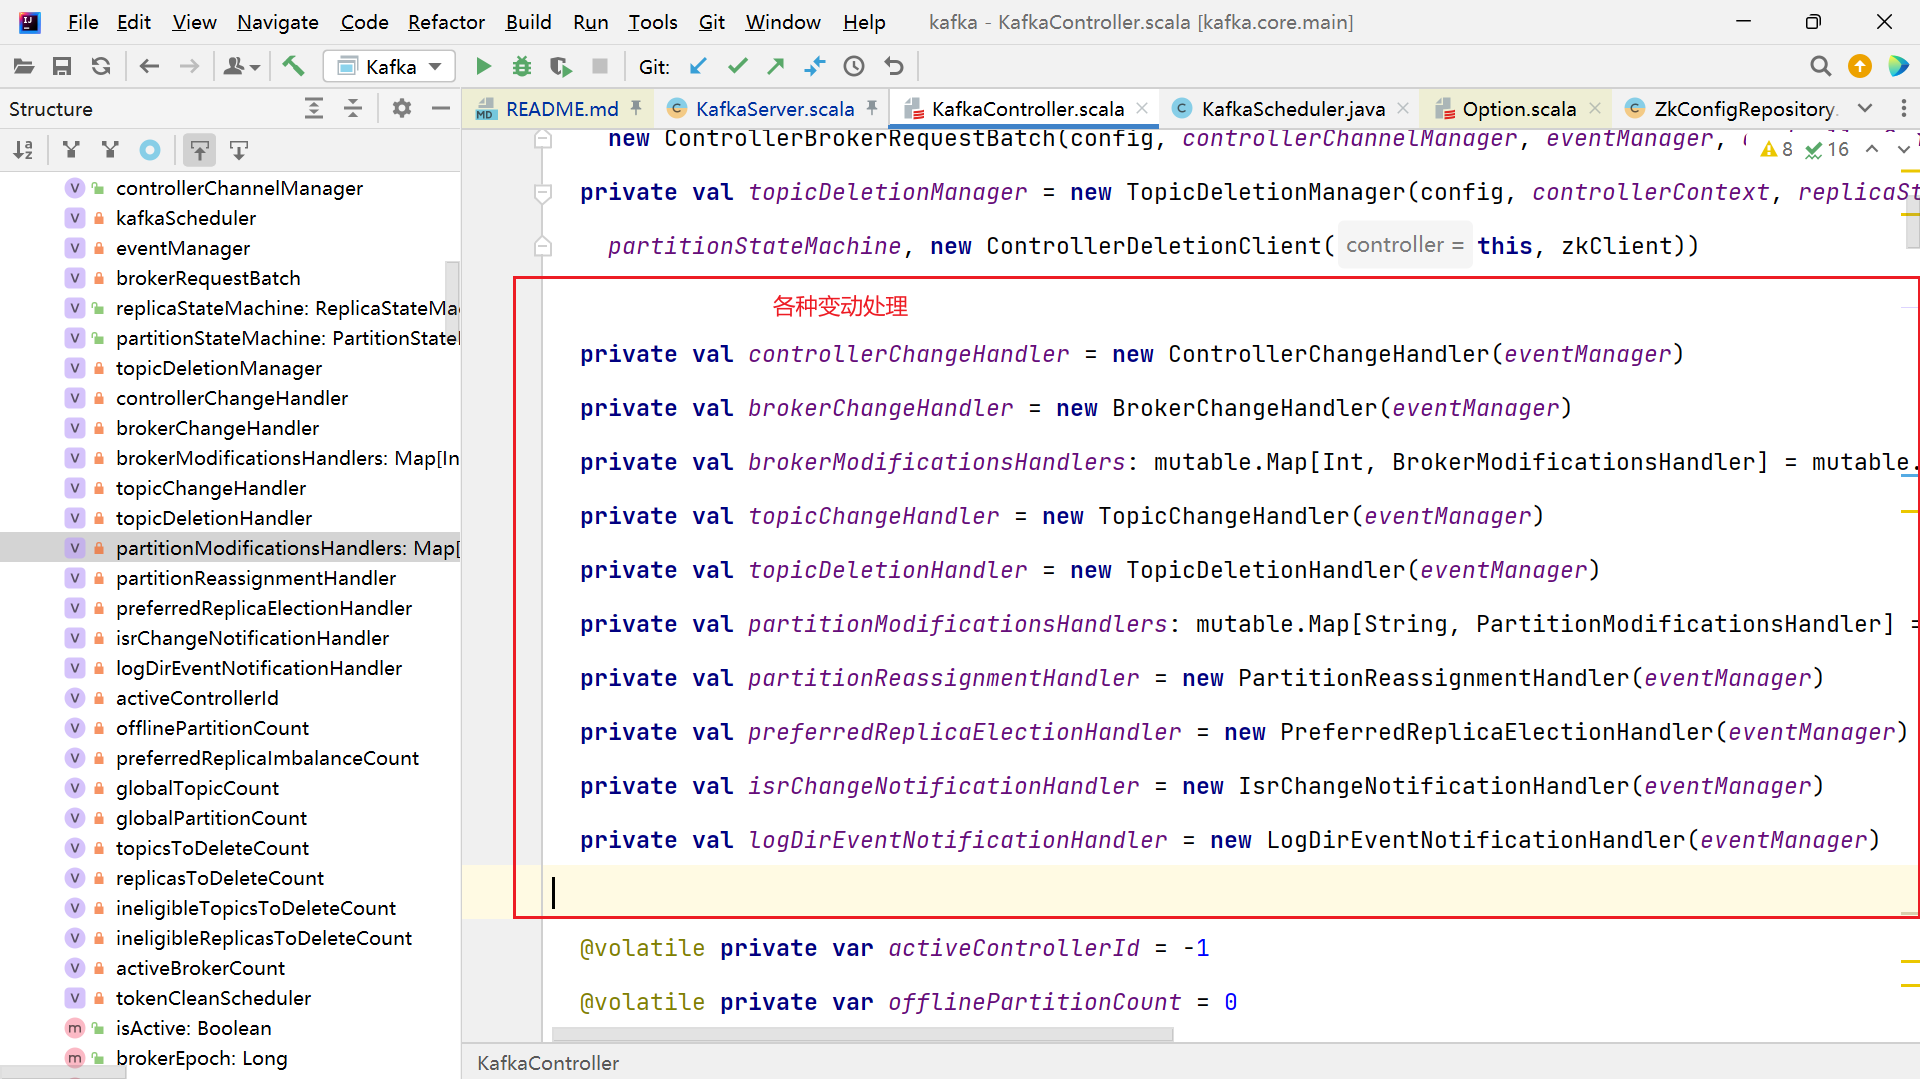 File Edit View Navigate Code Refactor Build Run Tools Git Window Help kafka - KafkaController.scala [kafka.core.main]
Kafka Git:
Structure
README.md KafkaServer.scala KafkaController.scala KafkaScheduler.java Option.scala ZkConfigRepository.
8 16
controllerChannelManager
kafkaScheduler
eventManager
brokerRequestBatch
replicaStateMachine: ReplicaStateMa
partitionStateMachine: PartitionState
topicDeletionManager
controllerChangeHandler
brokerChangeHandler
brokerModificationsHandlers: Map[In
topicChangeHandler
topicDeletionHandler
partitionModificationsHandlers: Map[
partitionReassignmentHandler
preferredReplicaElectionHandler
isrChangeNotificationHandler
logDirEventNotificationHandler
activeControllerId
offlinePartitionCount
preferredReplicaImbalanceCount
globalTopicCount
globalPartitionCount
topicsToDeleteCount
replicasToDeleteCount
ineligibleTopicsToDeleteCount
ineligibleReplicasToDeleteCount
activeBrokerCount
tokenCleanScheduler
isActive: Boolean
brokerEpoch: Long
new ControllerBrokerRequestBatch(config, controllerChannelManager, eventManager,
private val topicDeletionManager = new TopicDeletionManager(config, controllerContext, replicaSt
partitionStateMachine, new ControllerDeletionClient( controller = this, zkClient))
各种变动处理
private val controllerChangeHandler = new ControllerChangeHandler(eventManager)
private val brokerChangeHandler = new BrokerChangeHandler(eventManager)
private val brokerModificationsHandlers: mutable.Map[Int, BrokerModificationsHandler] = mutable.
private val topicChangeHandler = new TopicChangeHandler(eventManager)
private val topicDeletionHandler = new TopicDeletionHandler(eventManager)
private val partitionModificationsHandlers: mutable.Map[String, PartitionModificationsHandler] =
private val partitionReassignmentHandler = new PartitionReassignmentHandler(eventManager)
private val preferredReplicaElectionHandler = new PreferredReplicaElectionHandler(eventManager)
private val isrChangeNotificationHandler = new IsrChangeNotificationHandler(eventManager)
private val logDirEventNotificationHandler = new LogDirEventNotificationHandler(eventManager)
@volatile private var activeControllerId = -1
@volatile private var offlinePartitionCount = 0
KafkaController